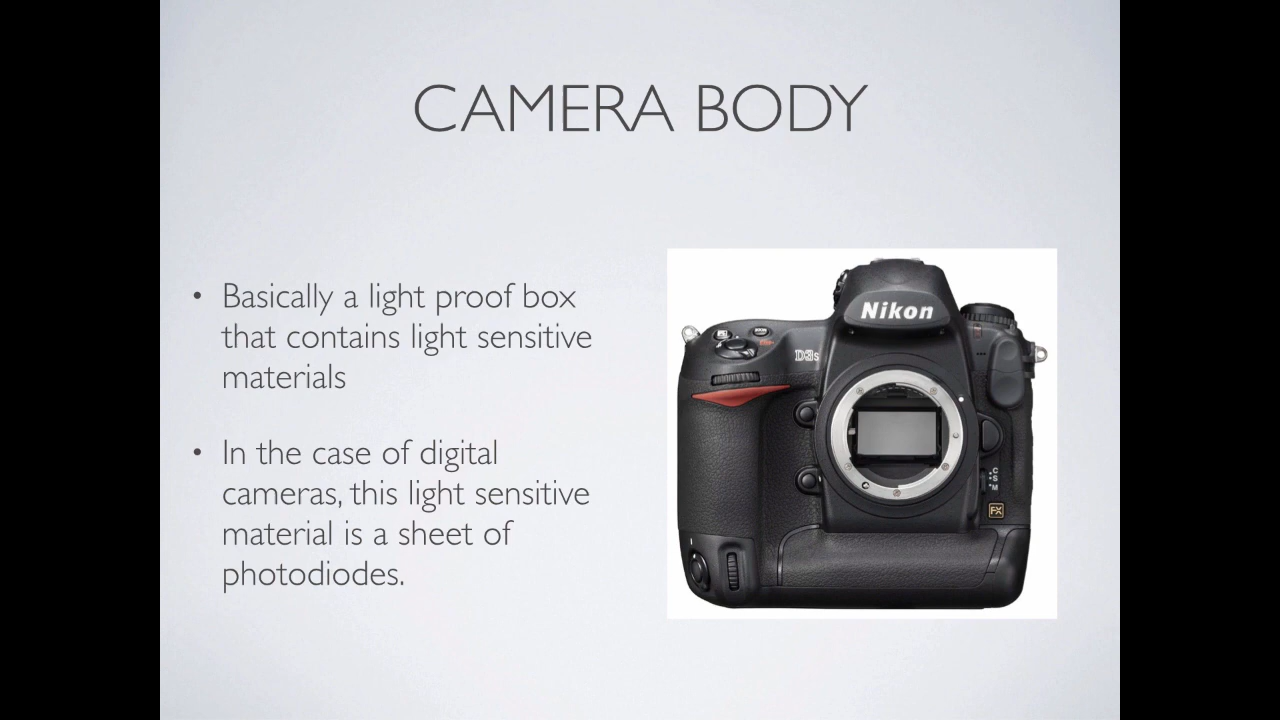 CAMERA BODY
• Basically a light proof box
that contains light sensitive
materials
• In the case of digital
cameras, this light sensitive
material is a sheet of
photodiodes.
Nikon
D3s
C
S
M
FX